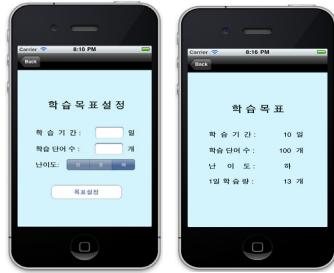 Carrier 8:10 PM
Back
학습목표설정
학 습 기 간 : 일
학습 단어 수 : 개
난이도:
목표설정
Carrier 8:16 PM
Back
학 습 목 표
학 습 기 간 : 10 일
학습 단어 수 : 100 개
난 이 도 : 하
1일 학 습 량 : 13 개